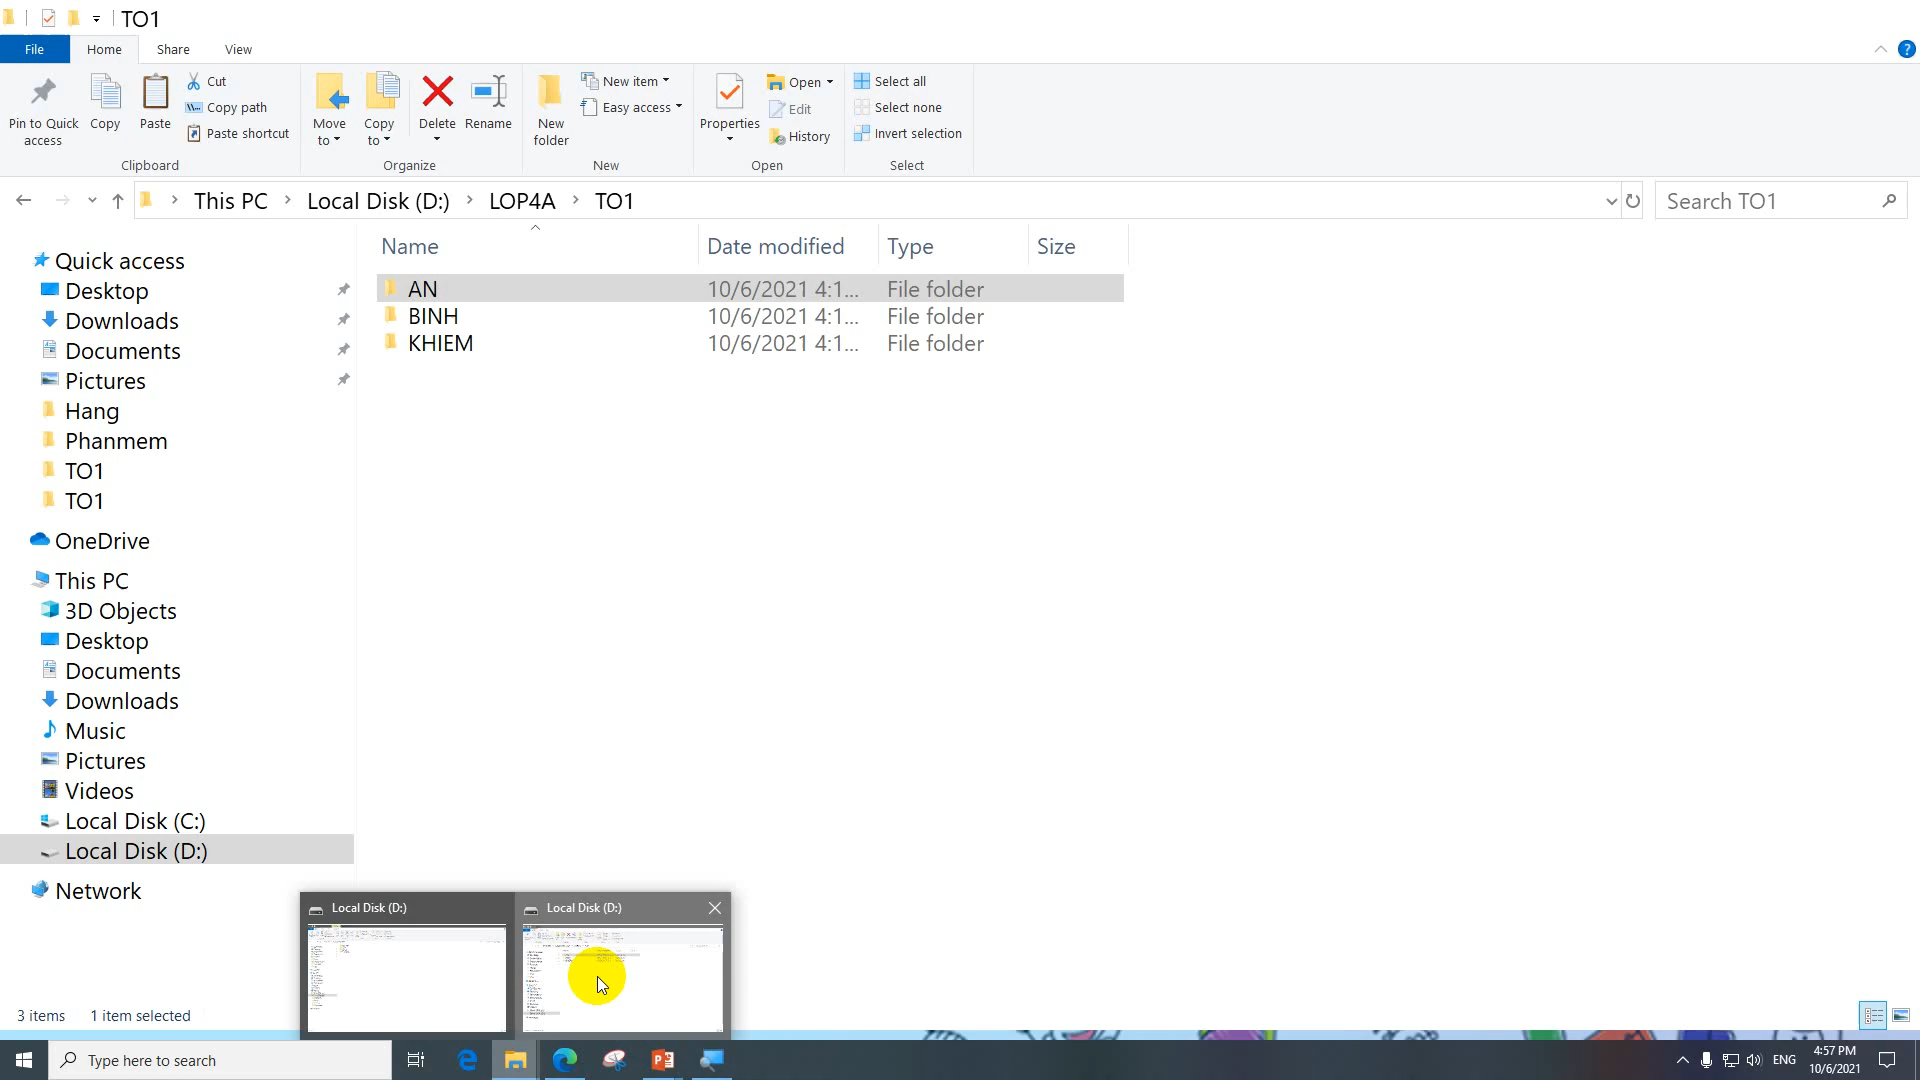 TO1
File Home Share View
Pin to Quick access
Copy
Paste
Cut
Copy path
Paste shortcut
Clipboard
Move to
Copy to
Delete
Rename
Organize
New folder
New item
Easy access
New
Properties
Open
Edit
History
Open
Select all
Select none
Invert selection
Select
This PC Local Disk (D:) LOP4A TO1
Search TO1
Name Date modified Type Size
AN 10/6/2021 4:1... File folder
BINH 10/6/2021 4:1... File folder
KHIEM 10/6/2021 4:1... File folder
Quick access
Desktop
Downloads
Documents
Pictures
Hang
Phanmem
TO1
TO1
OneDrive
This PC
3D Objects
Desktop
Documents
Downloads
Music
Pictures
Videos
Local Disk (C:)
Local Disk (D:)
Network
Local Disk (D:)
Local Disk (D:)
3 items 1 item selected
Type here to search
ENG
4:57 PM
10/6/2021